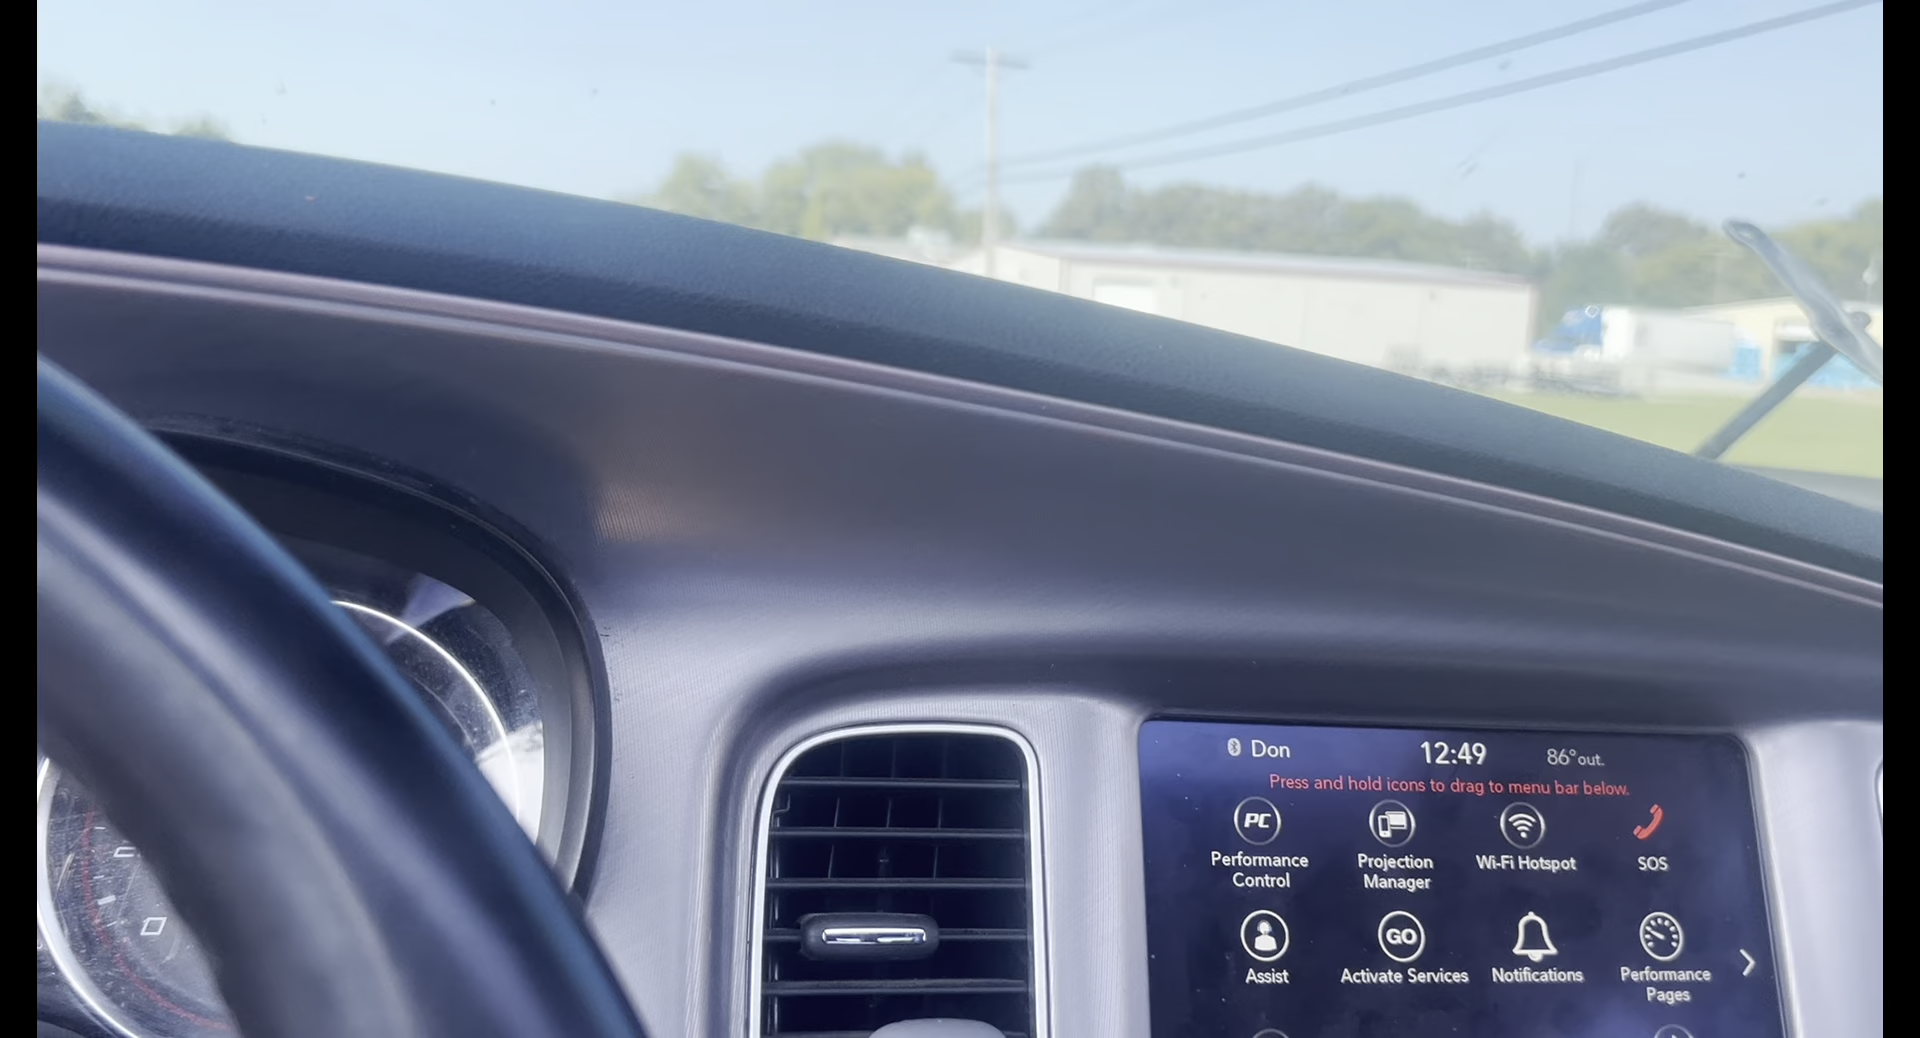 Don 12:49 86° out.
Press and hold icons to drag to menu bar below.
PC
Performance Control
Projection Manager
Wi-Fi Hotspot
SOS
Assist
GO
Activate Services
Notifications
Performance Pages